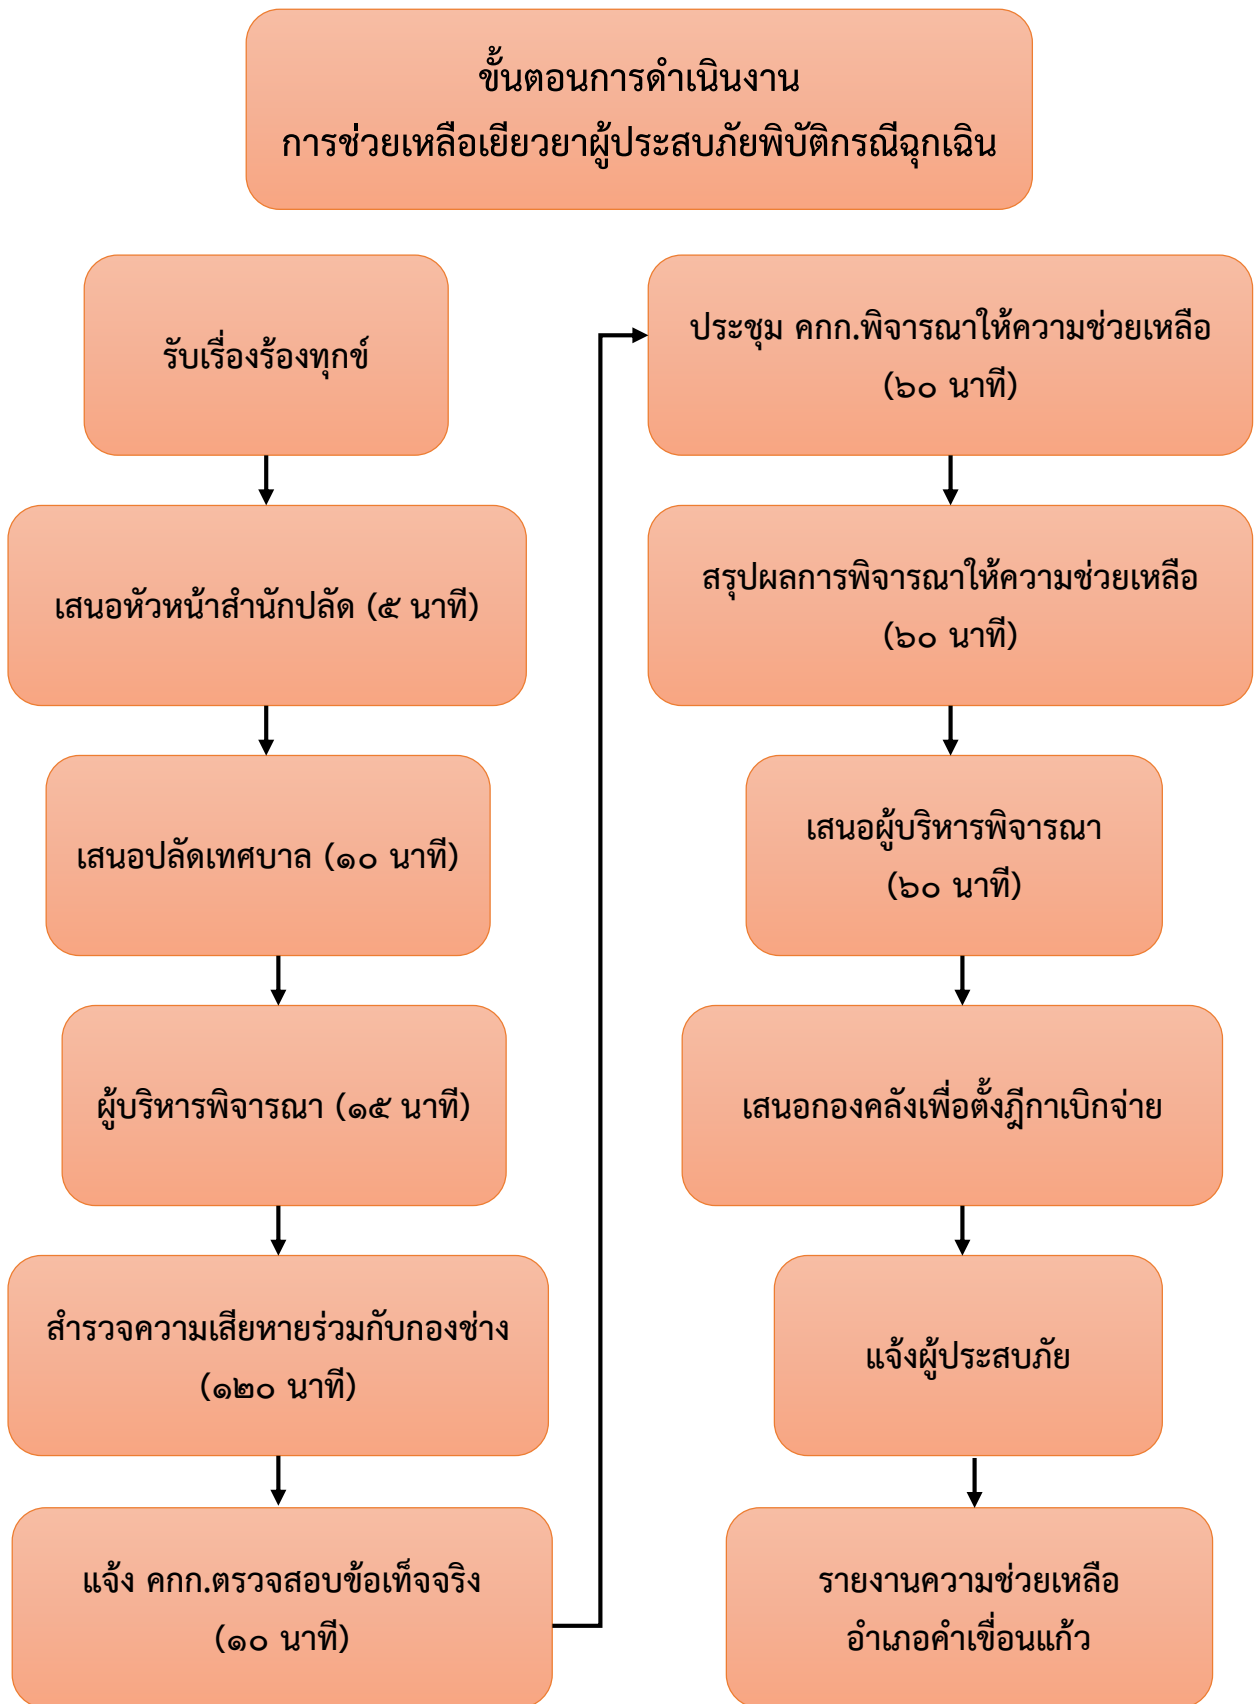 ขั้นตอนการดำเนินงาน
การช่วยเหลือเยียวยาผู้ประสบภัยพิบัติกรณีฉุกเฉิน
รับเรื่องร้องทุกข์
เสนอหัวหน้าสำนักปลัด (๕ นาที)
เสนอปลัดเทศบาล (๑๐ นาที)
ผู้บริหารพิจารณา (๑๕ นาที)
สำรวจความเสียหายร่วมกับกองช่าง
(๑๒๐ นาที)
แจ้ง คกก.ตรวจสอบข้อเท็จจริง
(๑๐ นาที)
ประชุม คกก.พิจารณาให้ความช่วยเหลือ
(๖๐ นาที)
สรุปผลการพิจารณาให้ความช่วยเหลือ
(๖๐ นาที)
เสนอผู้บริหารพิจารณา
(๖๐ นาที)
เสนอกองคลังเพื่อตั้งฎีกาเบิกจ่าย
แจ้งผู้ประสบภัย
รายงานความช่วยเหลือ
อำเภอคำเขื่อนแก้ว